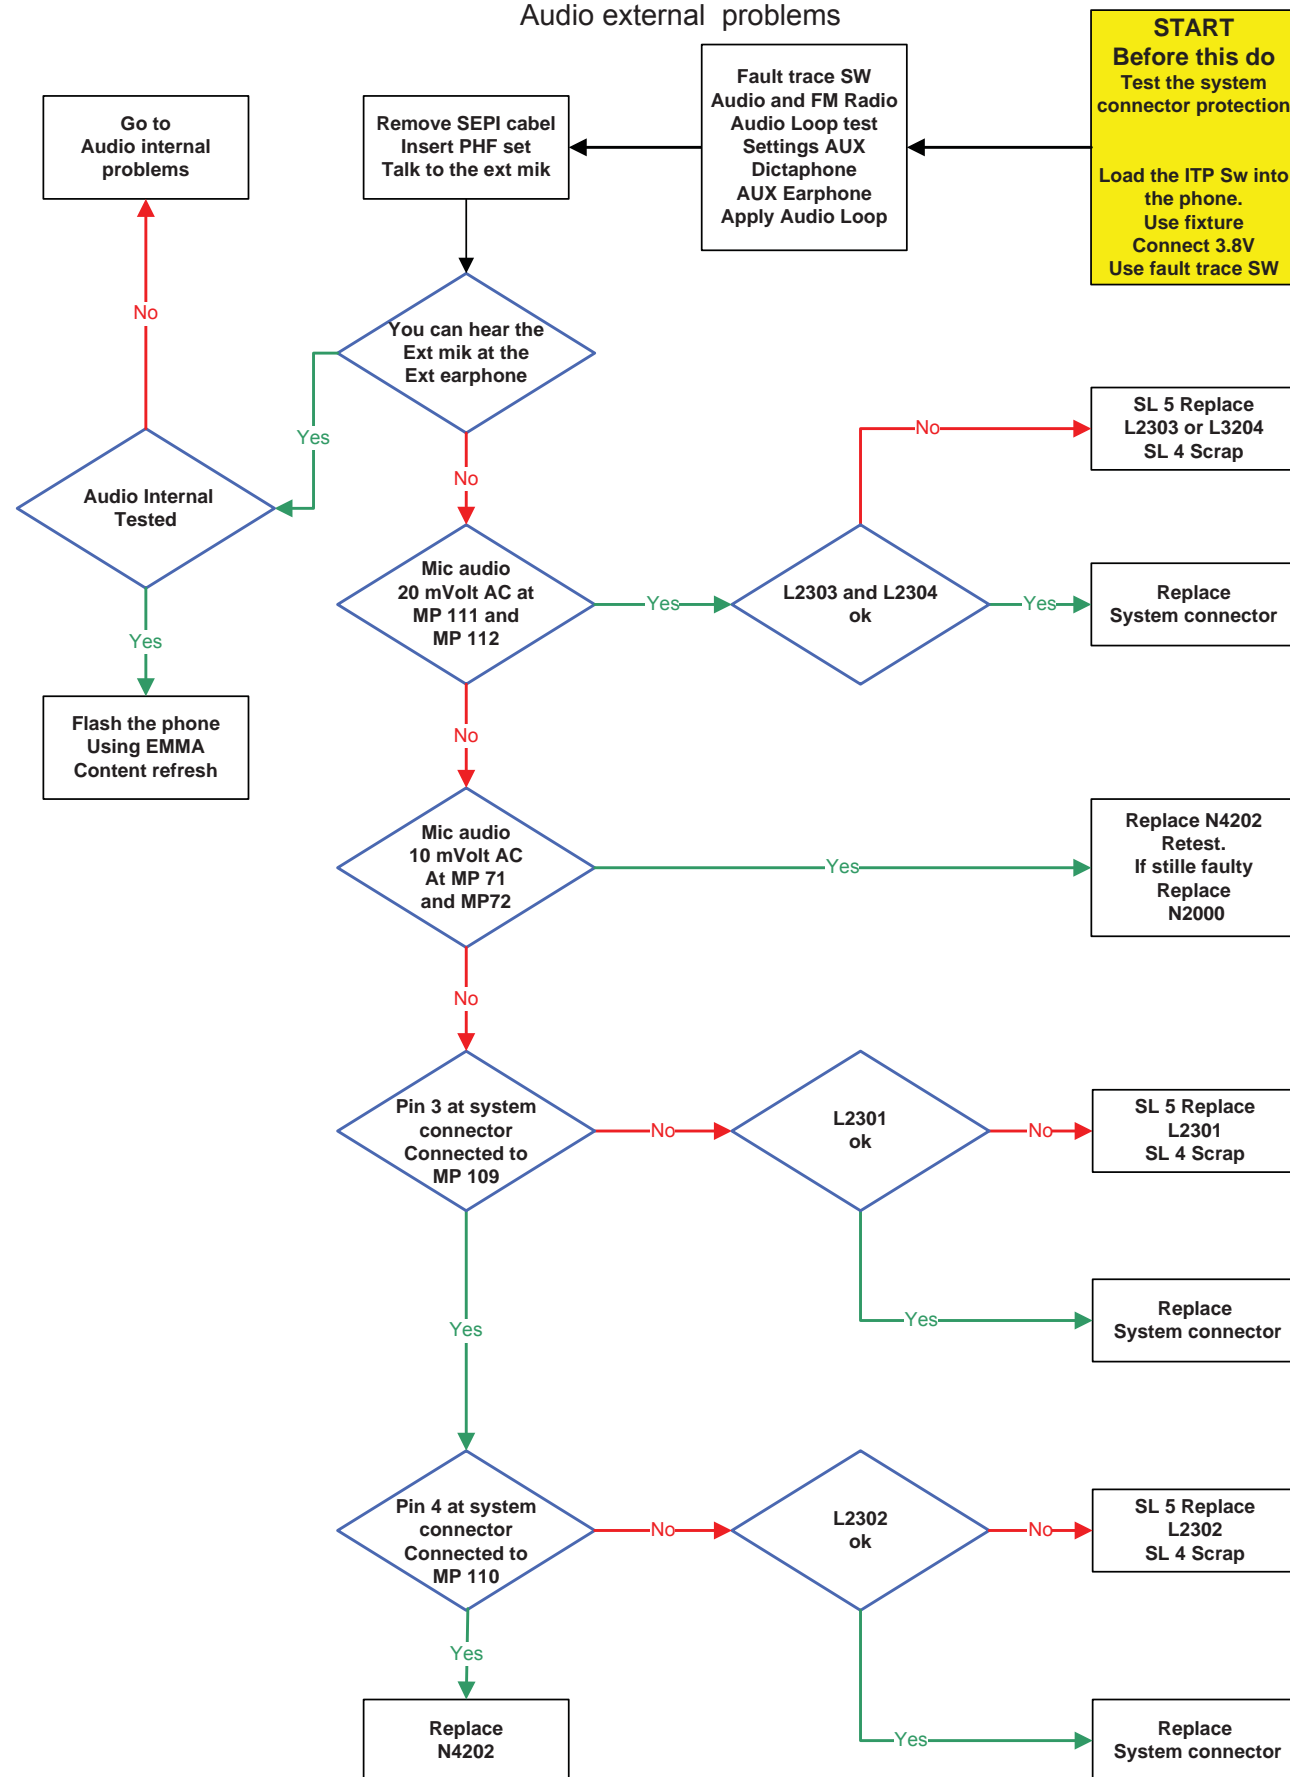 Audio external problems
START
Before this do
Test the system
connector protection
Load the ITP Sw into
the phone.
Use fixture
Connect 3.8V
Use fault trace SW
Fault trace SW
Audio and FM Radio
Audio Loop test
Settings AUX
Dictaphone
AUX Earphone
Apply Audio Loop
Remove SEPI cabel
Insert PHF set
Talk to the ext mik
Go to
Audio internal
problems
No
You can hear the
Ext mik at the
Ext earphone
Yes
No
Audio Internal
Tested
Yes
Flash the phone
Using EMMA
Content refresh
Mic audio
20 mVolt AC at
MP 111 and
MP 112
Yes
L2303 and L2304
ok
No
SL 5 Replace
L2303 or L3204
SL 4 Scrap
Yes
Replace
System connector
No
Mic audio
10 mVolt AC
At MP 71
and MP72
Yes
Replace N4202
Retest.
If stille faulty
Replace
N2000
No
Pin 3 at system
connector
Connected to
MP 109
No
L2301
ok
No
SL 5 Replace
L2301
SL 4 Scrap
Yes
Replace
System connector
Yes
Pin 4 at system
connector
Connected to
MP 110
No
L2302
ok
No
SL 5 Replace
L2302
SL 4 Scrap
Yes
Replace
System connector
Yes
Replace
N4202